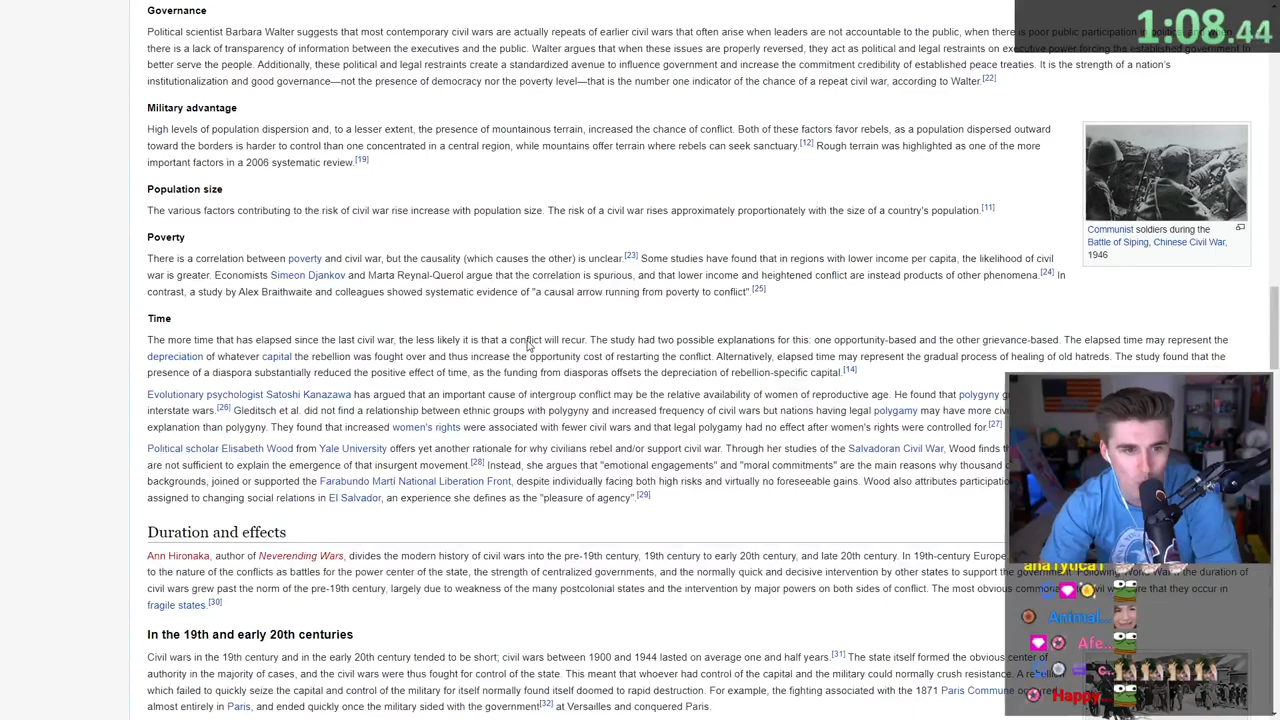 1:08.44
Governance
Political scientist Barbara Walter suggests that most contemporary civil wars are actually repeats of earlier civil wars that often arise when leaders are not accountable to the public, when there is poor public participation in politics, and when
there is a lack of transparency of information between the executives and the public. Walter argues that when these issues are properly reversed, they act as political and legal restraints on executive power forcing the established government to
better serve the people. Additionally, these political and legal restraints create a standardized avenue to influence government and increase the commitment credibility of established peace treaties. It is the strength of a nation's
institutionalization and good governance—not the presence of democracy nor the poverty level—that is the number one indicator of the chance of a repeat civil war, according to Walter.[22]
Military advantage
High levels of population dispersion and, to a lesser extent, the presence of mountainous terrain, increased the chance of conflict. Both of these factors favor rebels, as a population dispersed outward
toward the borders is harder to control than one concentrated in a central region, while mountains offer terrain where rebels can seek sanctuary.[12] Rough terrain was highlighted as one of the more
important factors in a 2006 systematic review.[19]
Population size
The various factors contributing to the risk of civil war rise increase with population size. The risk of a civil war rises approximately proportionately with the size of a country's population.[11]
Communist soldiers during the
Battle of Siping, Chinese Civil War,
1946
Poverty
There is a correlation between poverty and civil war, but the causality (which causes the other) is unclear.[23] Some studies have found that in regions with lower income per capita, the likelihood of civil
war is greater. Economists Simeon Djankov and Marta Reynal-Querol argue that the correlation is spurious, and that lower income and heightened conflict are instead products of other phenomena.[24] In
contrast, a study by Alex Braithwaite and colleagues showed systematic evidence of "a causal arrow running from poverty to conflict".[25]
Time
The more time that has elapsed since the last civil war, the less likely it is that a conflict will recur. The study had two possible explanations for this: one opportunity-based and the other grievance-based. The elapsed time may represent the
depreciation of whatever capital the rebellion was fought over and thus increase the opportunity cost of restarting the conflict. Alternatively, elapsed time may represent the gradual process of healing of old hatreds. The study found that the
presence of a diaspora substantially reduced the positive effect of time, as the funding from diasporas offsets the depreciation of rebellion-specific capital.[14]
Evolutionary psychologist Satoshi Kanazawa has argued that an important cause of intergroup conflict may be the relative availability of women of reproductive age. He found that polygyny
interstate wars.[26] Gleditsch et al. did not find a relationship between ethnic groups with polygyny and increased frequency of civil wars but nations having legal polygamy may have more
explanation than polygyny. They found that increased women's rights were associated with fewer civil wars and that legal polygamy had no effect after women's rights were controlled for.[27]
Political scholar Elisabeth Wood from Yale University offers yet another rationale for why civilians rebel and/or support civil war. Through her studies of the Salvadoran Civil War, Wood finds
are not sufficient to explain the emergence of that insurgent movement.[28] Instead, she argues that "emotional engagements" and "moral commitments" are the main reasons why thousand
backgrounds, joined or supported the Farabundo Martí National Liberation Front, despite individually facing both high risks and virtually no foreseeable gains. Wood also attributes
assigned to changing social relations in El Salvador, an experience she defines as the "pleasure of agency".[29]
Duration and effects
Ann Hironaka, author of Neverending Wars, divides the modern history of civil wars into the pre-19th century, 19th century to early 20th century, and late 20th century. In 19th-century Europe
to the nature of the conflicts as battles for the power center of the state, the strength of centralized governments, and the normally quick and decisive intervention by other states to support the government. Following World War the duration of
civil wars grew past the norm of the pre-19th century, largely due to weakness of the many postcolonial states and the intervention by major powers on both sides of conflict. The most obvious that they occur in
fragile states.[30]
In the 19th and early 20th centuries
Civil wars in the 19th century and in the early 20th century tended to be short; civil wars between 1900 and 1944 lasted on average one and half years.[31] The state itself formed the obvious center of
authority in the majority of cases, and the civil wars were thus fought for control of the state. This meant that whoever had control of the capital and the military could normally crush resistance. A
which failed to quickly seize the capital and control of the military for itself normally found itself doomed to rapid destruction. For example, the fighting associated with the 1871 Paris Commune
almost entirely in Paris, and ended quickly once the military sided with the government[32] at Versailles and conquered Paris.
Animal...
Afe...
Happy...